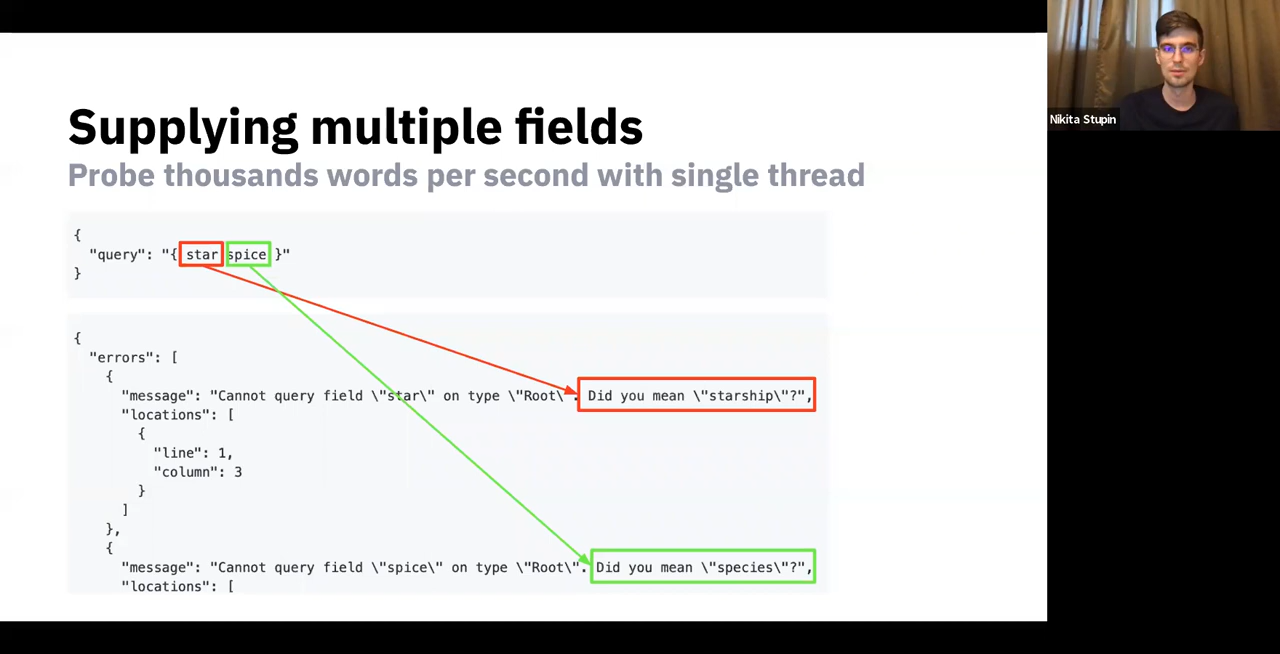 Supplying multiple fields
Probe thousands words per second with single thread
{
"query": "{ star spice }"
}
{
"errors": [
{
"message": "Cannot query field \"star\" on type \"Root\". Did you mean \"starship\"?",
"locations": [
{
"line": 1,
"column": 3
}
]
},
{
"message": "Cannot query field \"spice\" on type \"Root\". Did you mean \"species\"?",
"locations": [
Nikita Stupin